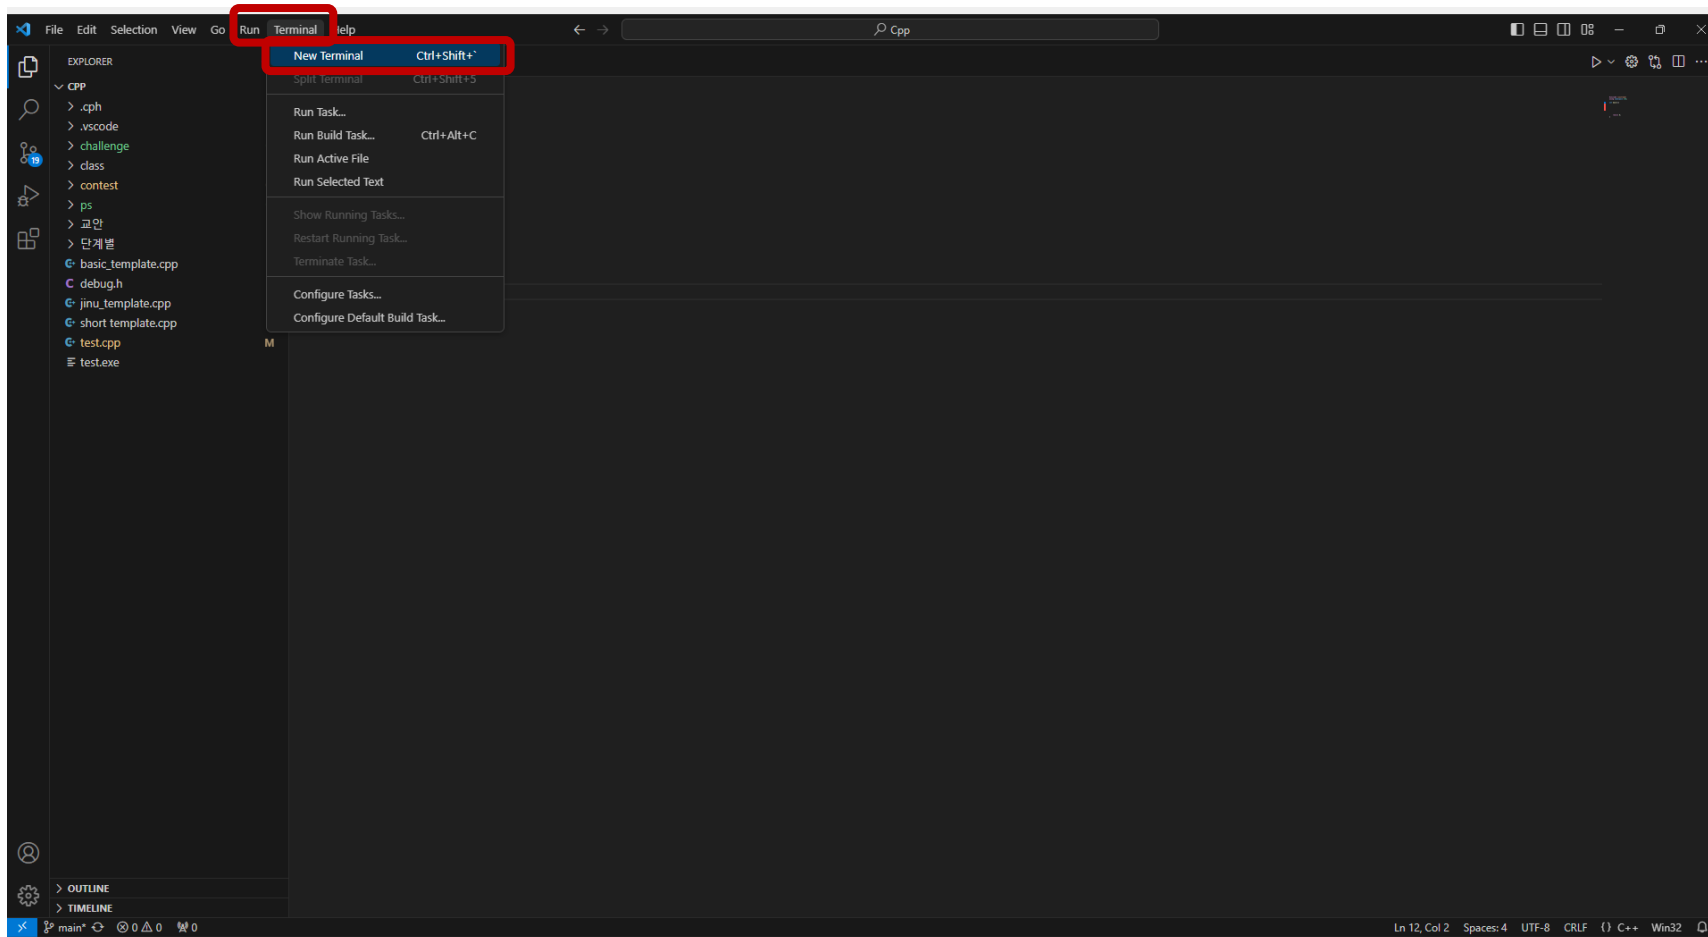 File Edit Selection View Go Run Terminal Help
Cpp
New Terminal Ctrl+Shift+`
Split Terminal Ctrl+Shift+5
Run Task...
Run Build Task... Ctrl+Alt+C
Run Active File
Run Selected Text
Show Running Tasks...
Restart Running Task...
Terminate Task...
Configure Tasks...
Configure Default Build Task...
EXPLORER
CPP
.cph
.vscode
challenge
class
contest
ps
교안
단계별
basic_template.cpp
debug.h
jinu_template.cpp
short template.cpp
test.cpp M
test.exe
19
OUTLINE
TIMELINE
main* 0 0 0
Ln 12, Col 2 Spaces: 4 UTF-8 CRLF {} C++ Win32